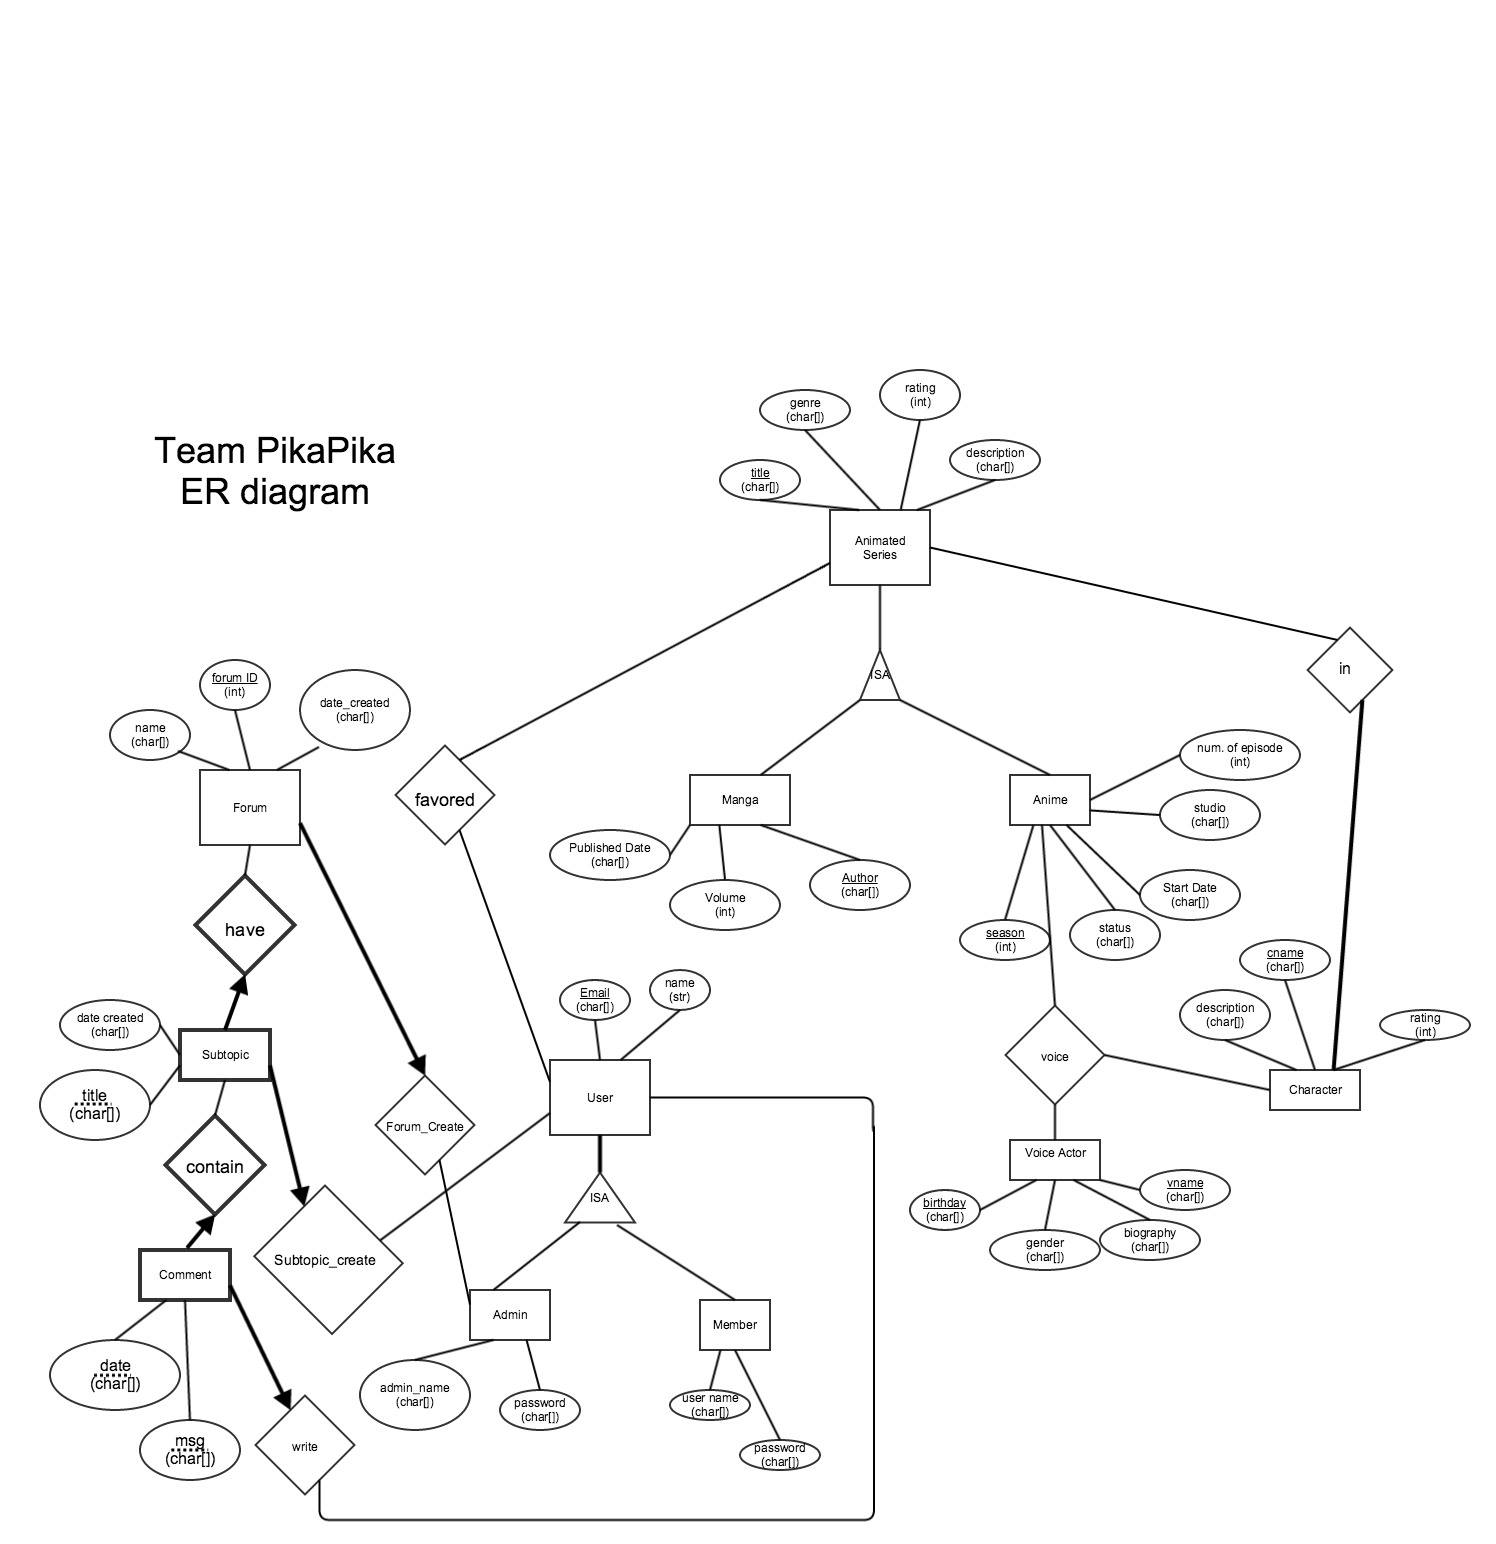 Team PikaPika
ER diagram
rating
(int)
genre
(char[])
description
(char[])
title
(char[])
Animated
Series
ISA
in
forum ID
(int)
date_created
(char[])
name
(char[])
Forum
favored
Manga
Anime
num. of episode
(int)
studio
(char[])
Published Date
(char[])
Author
(char[])
Volume
(int)
Start Date
(char[])
season
(int)
status
(char[])
have
cname
(char[])
description
(char[])
rating
(int)
Character
Email
(char[])
name
(str)
date created
(char[])
Subtopic
title
(char[])
User
voice
Forum_Create
contain
Voice Actor
birthday
(char[])
vname
(char[])
gender
(char[])
biography
(char[])
ISA
Subtopic_create
Comment
Admin
Member
date
(char[])
msg
(char[])
admin_name
(char[])
password
(char[])
user name
(char[])
password
(char[])
write